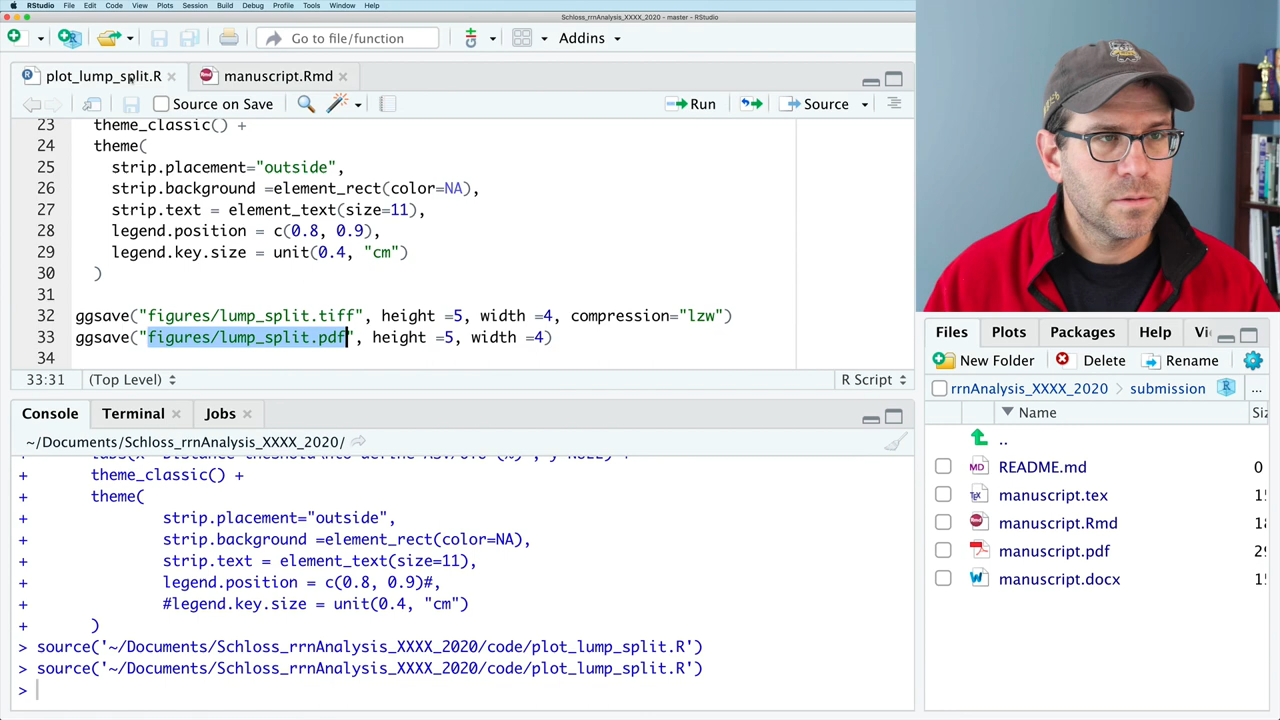 RStudio File Edit Code View Plots Session Build Debug Profile Tools Window Help
Schloss_rrnAnalysis_XXXX_2020 - master - RStudio
Go to file/function Addins
plot_lump_split.R manuscript.Rmd
Source on Save Run Source
23 theme_classic() +
24 theme(
25 strip.placement="outside",
26 strip.background =element_rect(color=NA),
27 strip.text = element_text(size=11),
28 legend.position = c(0.8, 0.9),
29 legend.key.size = unit(0.4, "cm")
30 )
31
32 ggsave("figures/lump_split.tiff", height =5, width =4, compression="lzw")
33 ggsave("figures/lump_split.pdf", height =5, width =4)
34
33:31 (Top Level) R Script
Console Terminal Jobs
~/Documents/Schloss_rrnAnalysis_XXXX_2020/
+ theme_classic() +
+ theme(
+ strip.placement="outside",
+ strip.background =element_rect(color=NA),
+ strip.text = element_text(size=11),
+ legend.position = c(0.8, 0.9)#,
+ #legend.key.size = unit(0.4, "cm")
+ )
> source('~/Documents/Schloss_rrnAnalysis_XXXX_2020/code/plot_lump_split.R')
> source('~/Documents/Schloss_rrnAnalysis_XXXX_2020/code/plot_lump_split.R')
>
Files Plots Packages Help Vi
New Folder Delete Rename
rrnAnalysis_XXXX_2020 > submission ...
Name Siz
..
README.md 0
manuscript.tex 15
manuscript.Rmd 18
manuscript.pdf 29
manuscript.docx 15